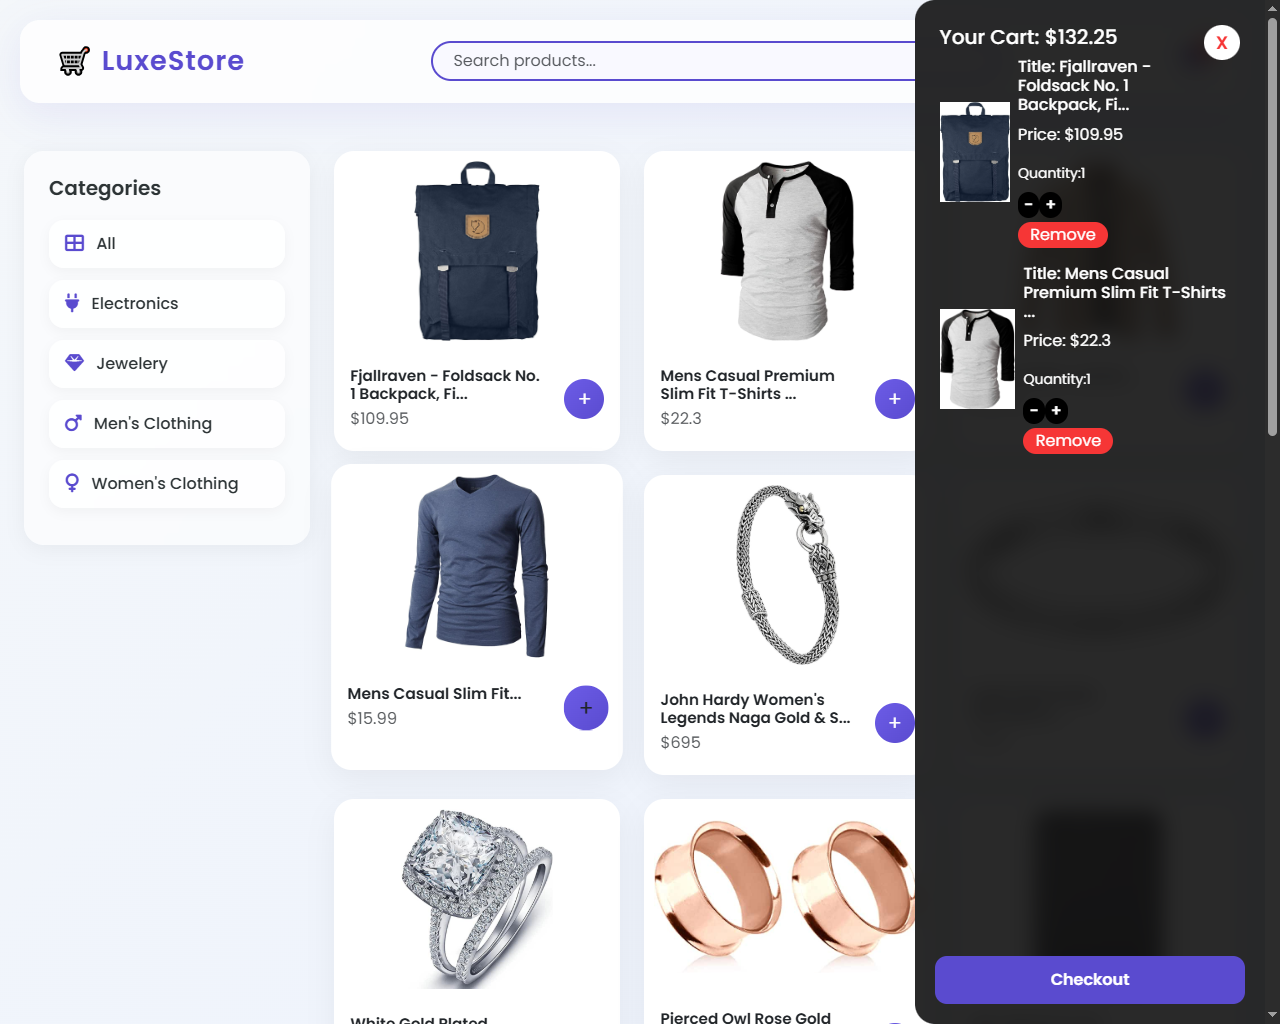 LuxeStore
Search products...
Categories
All
Electronics
Jewelery
Men's Clothing
Women's Clothing
Fjallraven - Foldsack No.
1 Backpack, Fi...
$109.95
+
Mens Casual Premium
Slim Fit T-Shirts ...
$22.3
+
Mens Casual Slim Fit...
$15.99
+
John Hardy Women's
Legends Naga Gold & S...
$695
+
White Gold Plated
Pierced Owl Rose Gold
Your Cart: $132.25
X
Title: Fjallraven -
Foldsack No. 1
Backpack, Fi...
Price: $109.95
Quantity:1
- +
Remove
Title: Mens Casual
Premium Slim Fit T-Shirts
...
Price: $22.3
Quantity:1
- +
Remove
Checkout